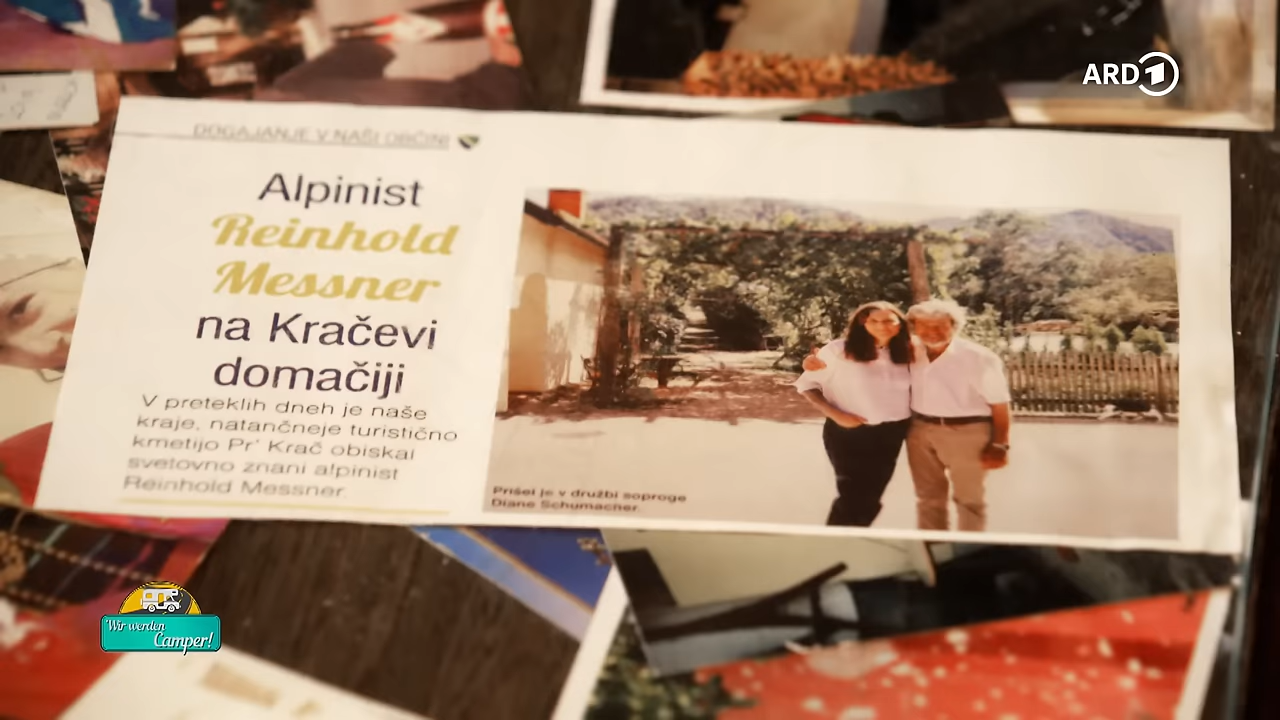 ARD 1
DOGAJANJE V NAŠI OBČINI
Alpinist
Reinhold
Messner
na Kračevi
domačiji
V preteklih dneh je naše
kraje, natančneje turistično
kmetijo Pr' Krač obiskal
svetovno znani alpinist
Reinhold Messner.
Prišel je v družbi soproge
Diane Schumacher.
Wir werden
Camper!